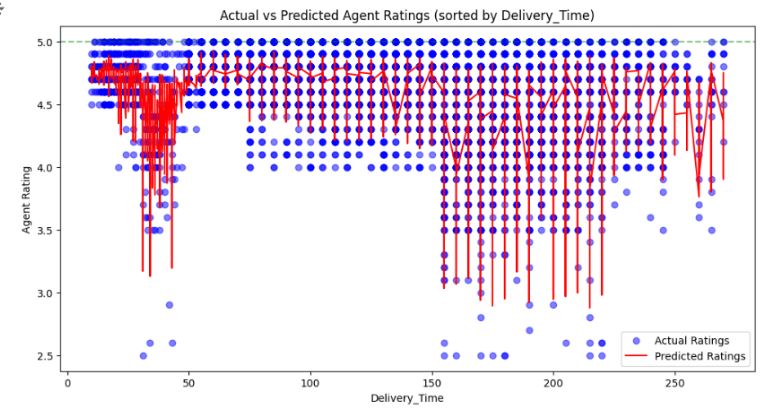 Actual vs Predicted Agent Ratings (sorted by Delivery_Time)
5.0
4.5
4.0
3.5
3.0
2.5
Agent Rating
0
50
100
150
200
250
Delivery_Time
Actual Ratings
Predicted Ratings